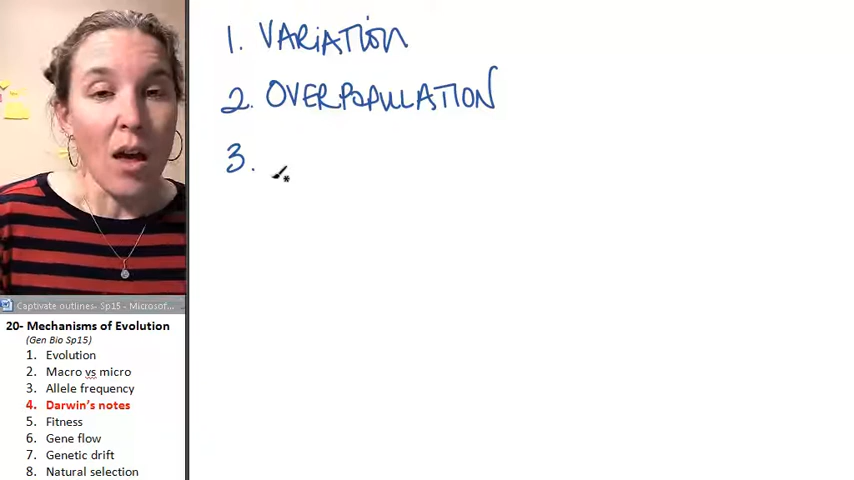 1. VARIATION
2. OVERPOPULATION
3.
Captivate outlines- Sp15 - Microsof...
20- Mechanisms of Evolution
(Gen Bio Sp15)
1. Evolution
2. Macro vs micro
3. Allele frequency
4. Darwin's notes
5. Fitness
6. Gene flow
7. Genetic drift
8. Natural selection